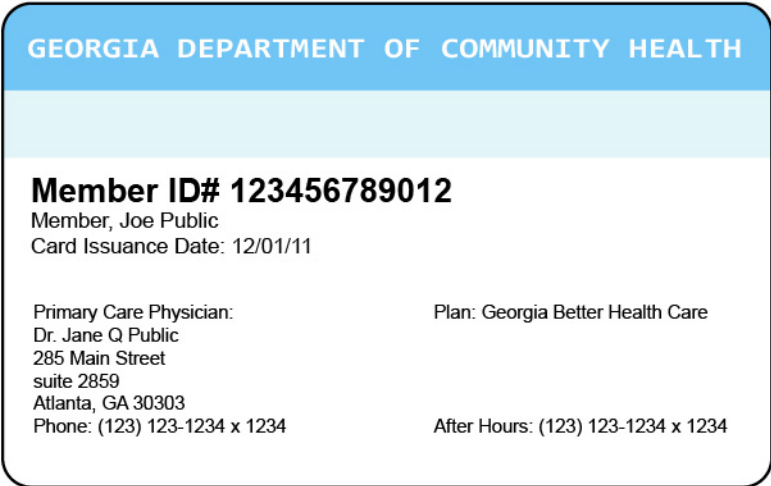 GEORGIA DEPARTMENT OF COMMUNITY HEALTH
Member ID# 123456789012
Member, Joe Public
Card Issuance Date: 12/01/11
Primary Care Physician:
Dr. Jane Q Public
285 Main Street
suite 2859
Atlanta, GA 30303
Phone: (123) 123-1234 x 1234
Plan: Georgia Better Health Care
After Hours: (123) 123-1234 x 1234